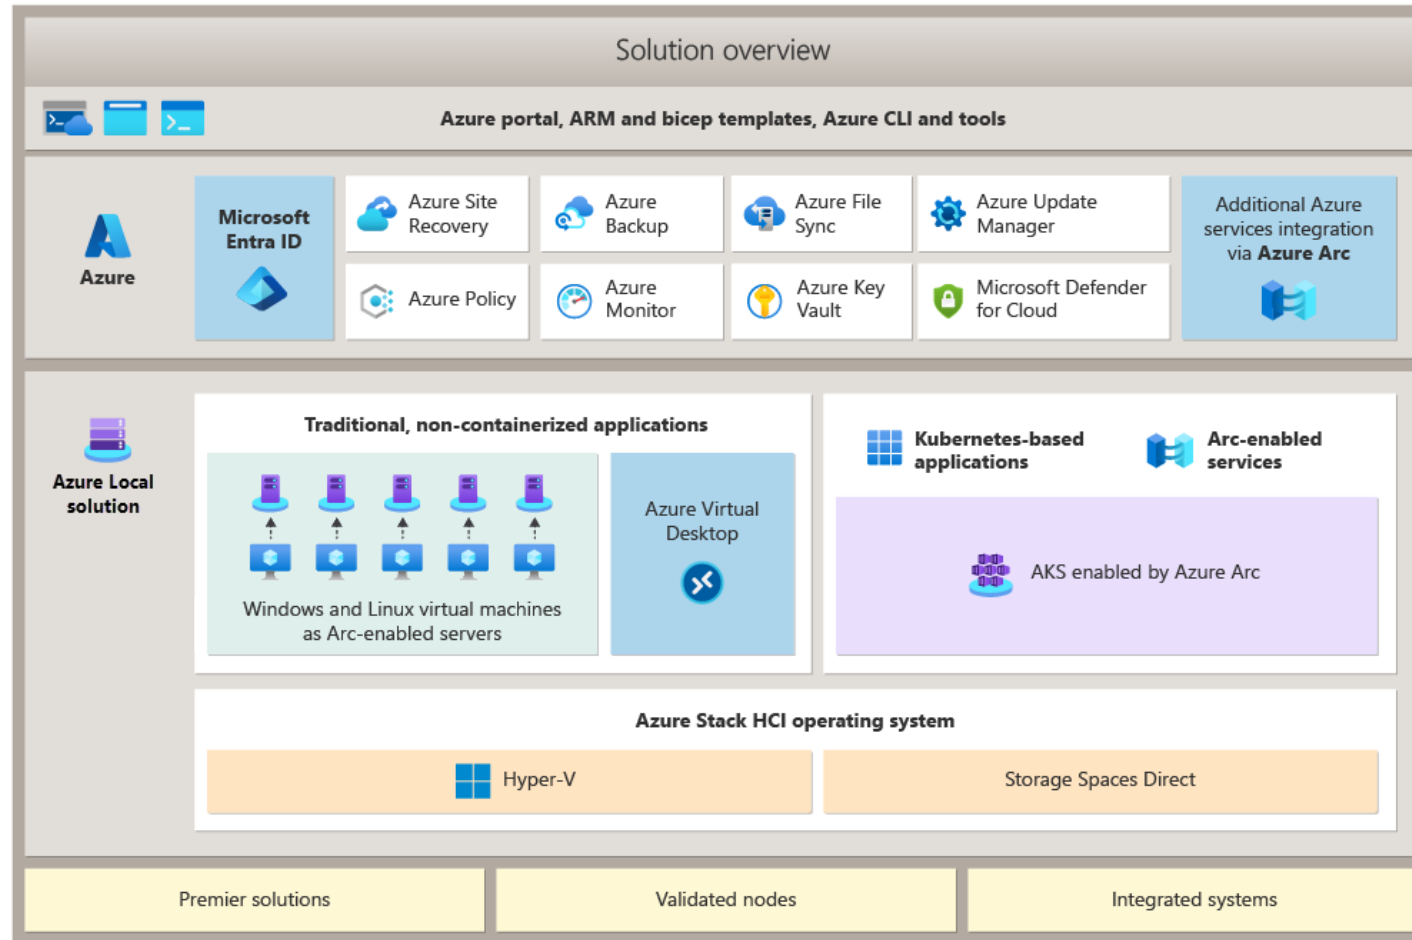 Solution overview
Azure portal, ARM and bicep templates, Azure CLI and tools
Azure
Microsoft
Entra ID
Azure Site
Recovery
Azure
Backup
Azure File
Sync
Azure Update
Manager
Azure Policy
Azure
Monitor
Azure Key
Vault
Microsoft Defender
for Cloud
Additional Azure
services integration
via Azure Arc
Azure Local
solution
Traditional, non-containerized applications
Windows and Linux virtual machines
as Arc-enabled servers
Azure Virtual
Desktop
Kubernetes-based
applications
Arc-enabled
services
AKS enabled by Azure Arc
Azure Stack HCI operating system
Hyper-V
Storage Spaces Direct
Premier solutions
Validated nodes
Integrated systems